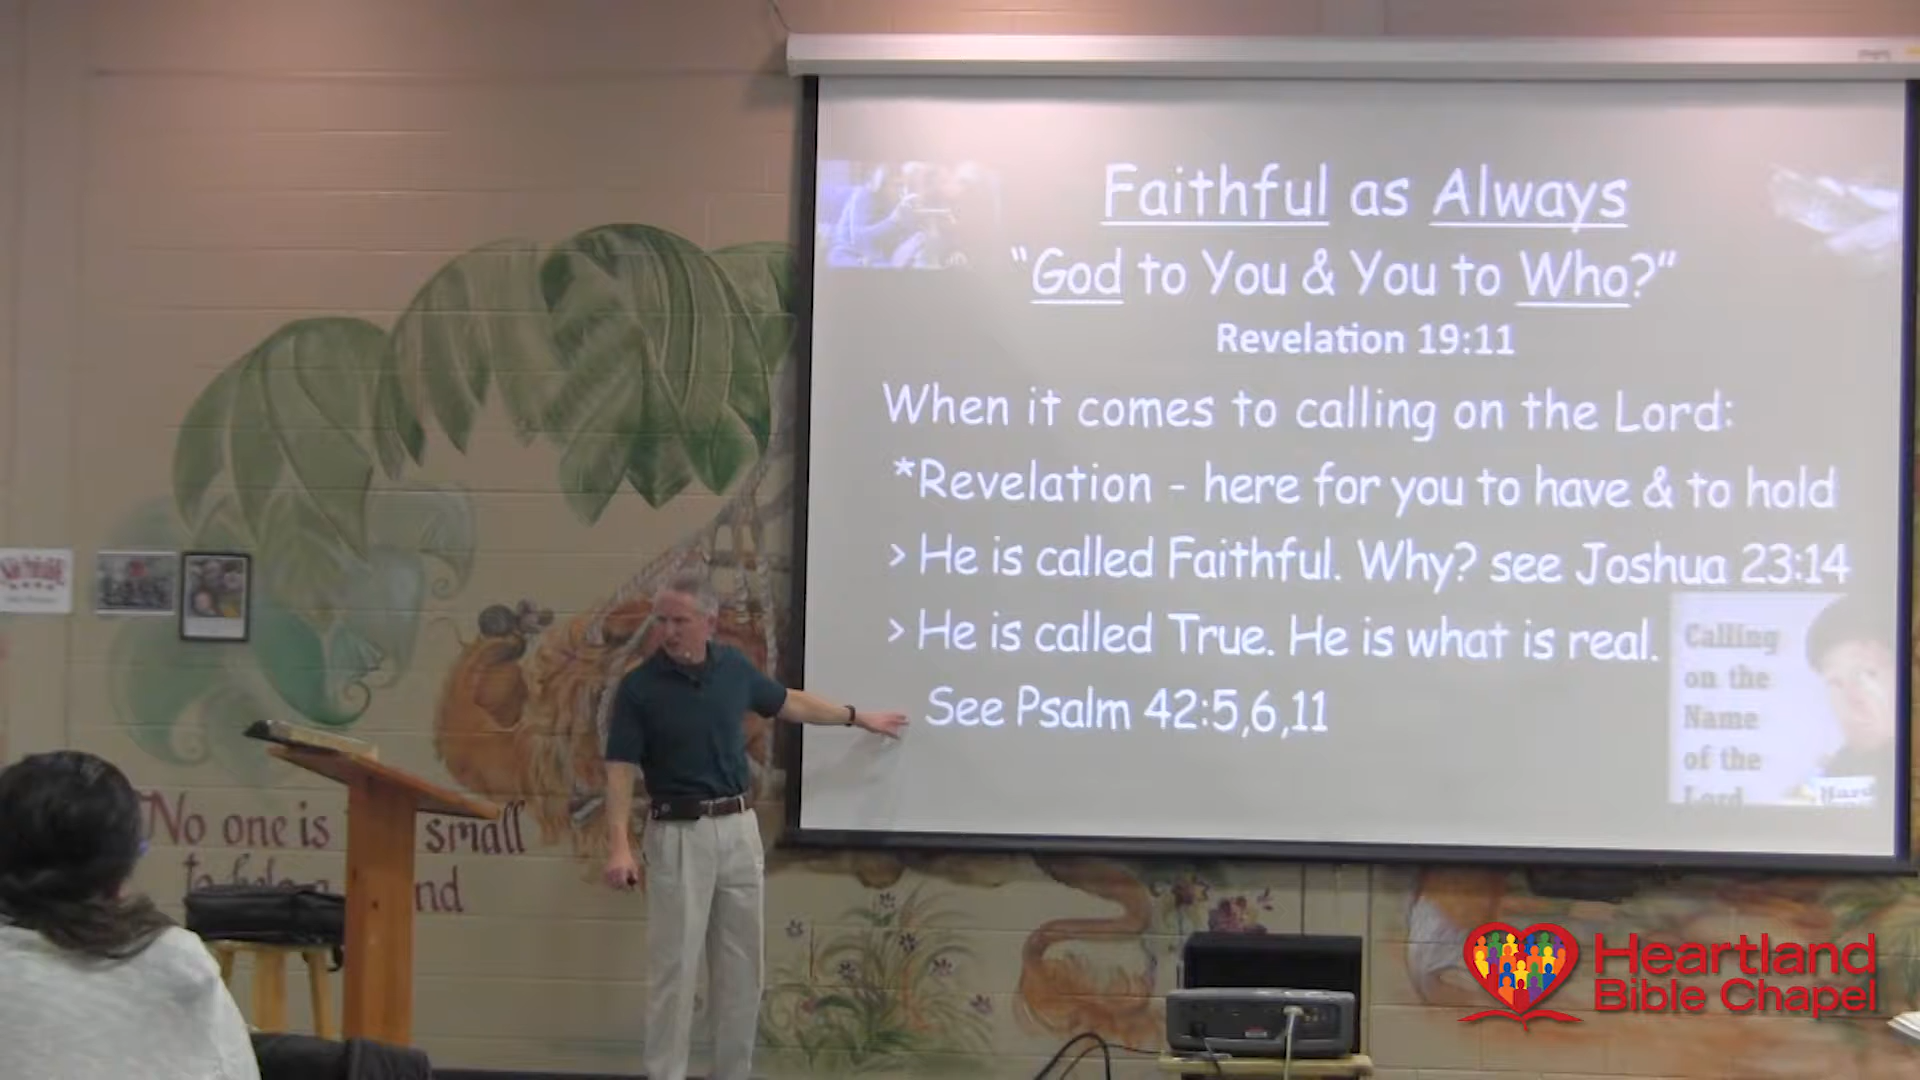 Faithful as Always
"God to You & You to Who?"
Revelation 19:11
When it comes to calling on the Lord:
*Revelation - here for you to have & to hold
> He is called Faithful. Why? see Joshua 23:14
> He is called True. He is what is real.
See Psalm 42:5,6,11
Calling
on the
Name
of the
Lord
Hard
No one is small
to
Heartland
Bible Chapel